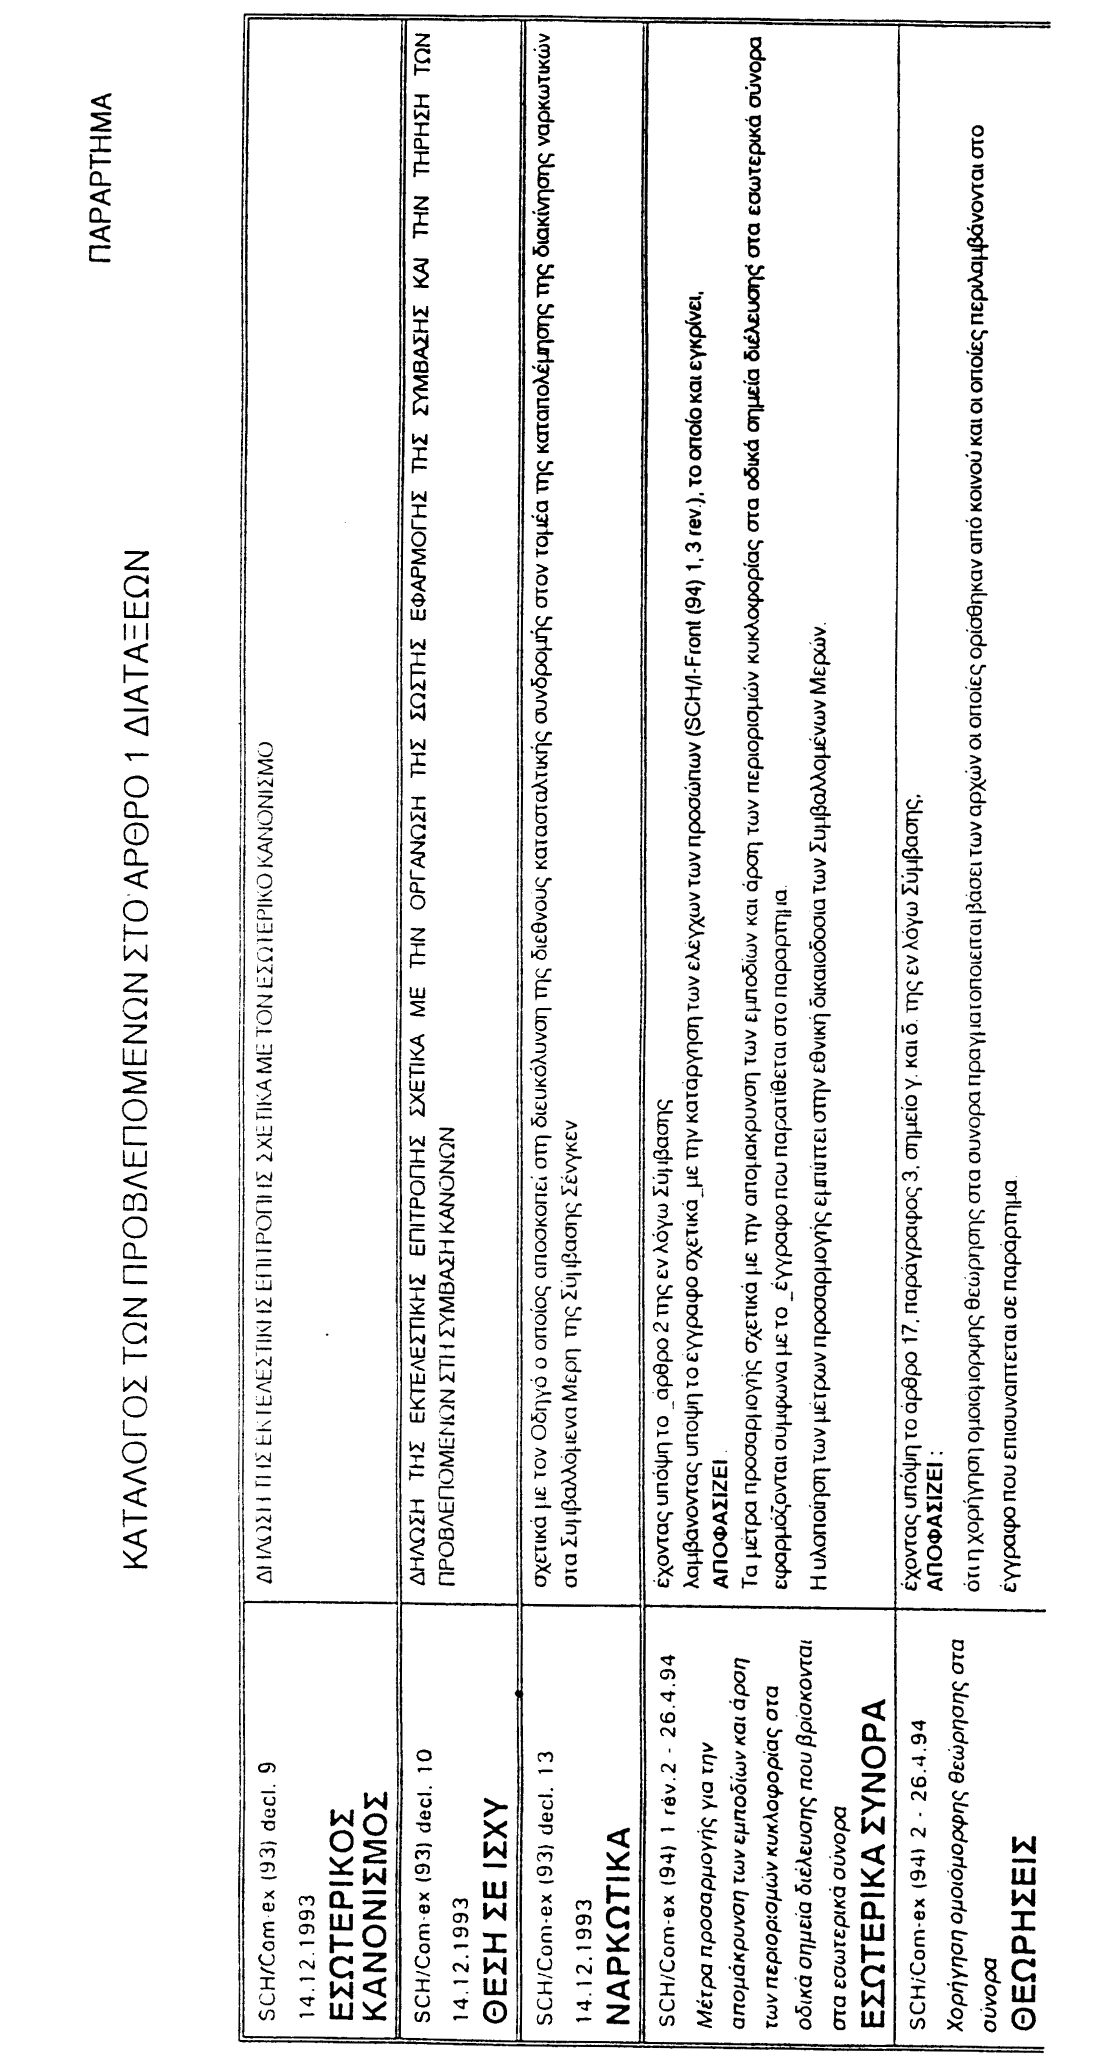 ΠΑΡΑΡΤΗΜΑ
ΚΑΤΑΛΟΓΟΣ ΤΩΝ ΠΡΟΒΛΕΠΟΜΕΝΩΝ ΣΤΟ ΑΡΘΡΟ 1 ΔΙΑΤΑΞΕΩΝ
SCH/Com-ex (93) decl. 9
14.12.1993
ΕΣΩΤΕΡΙΚΟΣ
ΚΑΝΟΝΙΣΜΟΣ
ΔΗΛΩΣΗ ΤΗΣ ΕΚΤΕΛΕΣΤΙΚΗΣ ΕΠΙΤΡΟΠΗΣ ΣΧΕΤΙΚΑ ΜΕ ΤΟΝ ΕΣΩΤΕΡΙΚΟ ΚΑΝΟΝΙΣΜΟ
SCH/Com-ex (93) decl. 10
14.12.1993
ΘΕΣΗ ΣΕ ΙΣΧΥ
ΔΗΛΩΣΗ ΤΗΣ ΕΚΤΕΛΕΣΤΙΚΗΣ ΕΠΙΤΡΟΠΗΣ ΣΧΕΤΙΚΑ ΜΕ ΤΗΝ ΟΡΓΑΝΩΣΗ ΤΗΣ ΣΩΣΤΗΣ ΕΦΑΡΜΟΓΗΣ ΤΗΣ ΣΥΜΒΑΣΗΣ ΚΑΙ ΤΗΝ ΤΗΡΗΣΗ ΤΩΝ
ΠΡΟΒΛΕΠΟΜΕΝΩΝ ΣΤΗ ΣΥΜΒΑΣΗ ΚΑΝΟΝΩΝ
SCH/Com-ex (93) decl. 13
14.12.1993
ΝΑΡΚΩΤΙΚΑ
σχετικά με τον Οδηγό ο οποίος αποσκοπεί στη διευκόλυνση της διεθνούς κατασταλτικής συνδρομής στον τομέα της καταπολέμησης της διακίνησης ναρκωτικών
στα Συμβαλλόμενα Μέρη της Σύμβασης Σένγκεν
SCH/Com-ex (94) 1 rév.2 - 26.4.94
Μέτρα προσαρμογής για την
απομάκρυνση των εμποδίων και άρση
των περιορισμών κυκλοφορίας στα
οδικά σημεία διέλευσης που βρίσκονται
στα εσωτερικά σύνορα
ΕΣΩΤΕΡΙΚΑ ΣΥΝΟΡΑ
έχοντας υπόψη το _άρθρο 2 της εν λόγω Σύμβασης
λαμβάνοντας υπόψη το έγγραφο σχετικά_με την κατάργηση των ελέγχων των προσώπων (SCH/I-Front (94) 1, 3 rev.), το οποίο και εγκρίνει,
ΑΠΟΦΑΣΙΖΕΙ .
Τα μέτρα προσαρμογής σχετικά με την απομάκρυνση των εμποδίων και άρση των περιορισμών κυκλοφορίας στα οδικά σημεία διέλευσης στα εσωτερικά σύνορα
εφαρμόζονται σύμφωνα με το _έγγραφο που παρατίθεται στο παράρτημα.
Η υλοποίηση των μέτρων προσαρμογής εμπίπτει στην εθνική δικαιοδοσία των Συμβαλλομένων Μερών.
SCH/Com-ex (94) 2 - 26.4.94
Χορήγηση ομοιόμορφης θεώρησης στα
σύνορα
ΘΕΩΡΗΣΕΙΣ
έχοντας υπόψη το άρθρο 17, παράγραφος 3, σημείο γ. και δ. της εν λόγω Σύμβασης,
ΑΠΟΦΑΣΙΖΕΙ :
ότι η χορήγηση ομοιόμορφης θεώρησης στα σύνορα πραγματοποιείται βάσει των αρχών οι οποίες ορίσθηκαν από κοινού και οι οποίες περιλαμβάνονται στο
έγγραφο που επισυνάπτεται σε παράρτημα